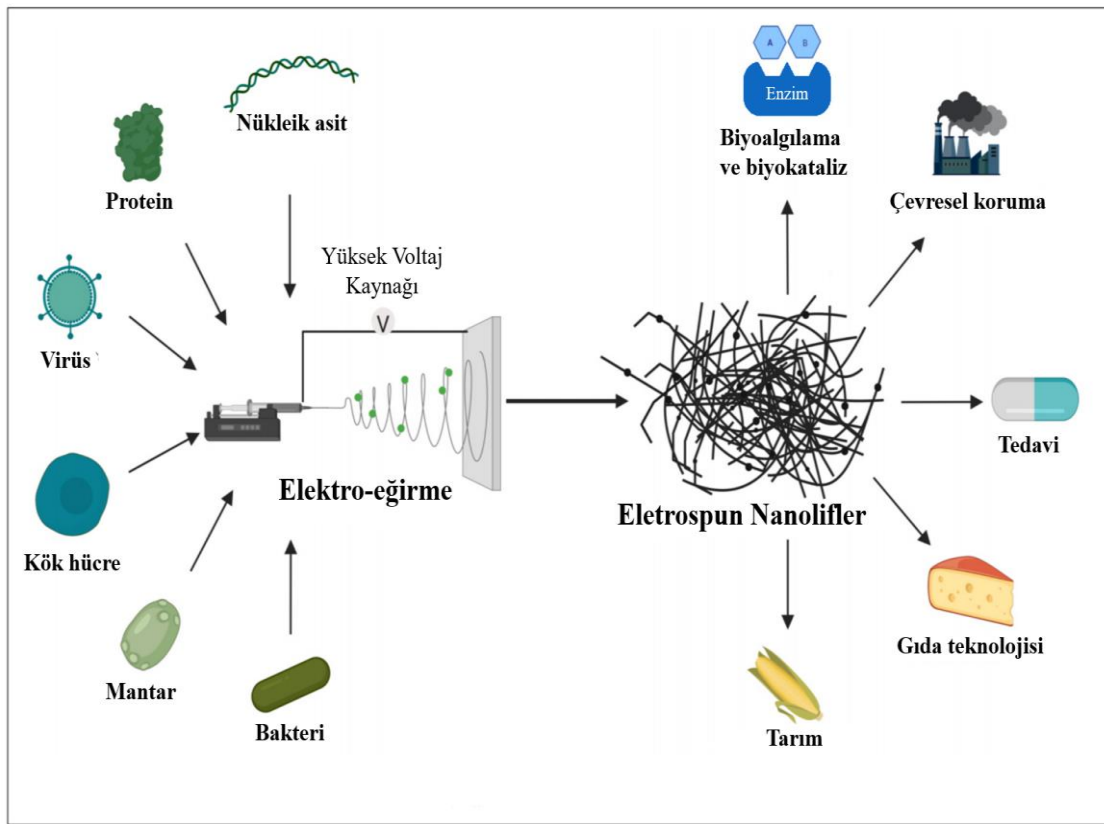 Nükleik asit
Protein
Virüs
Kök hücre
Mantar
Bakteri
Yüksek Voltaj
Kaynağı
V
Elektro-eğirme
Eletrospun Nanolifler
A
B
Enzim
Biyoalgılama
ve biyokataliz
Çevresel koruma
Tedavi
Gıda teknolojisi
Tarım